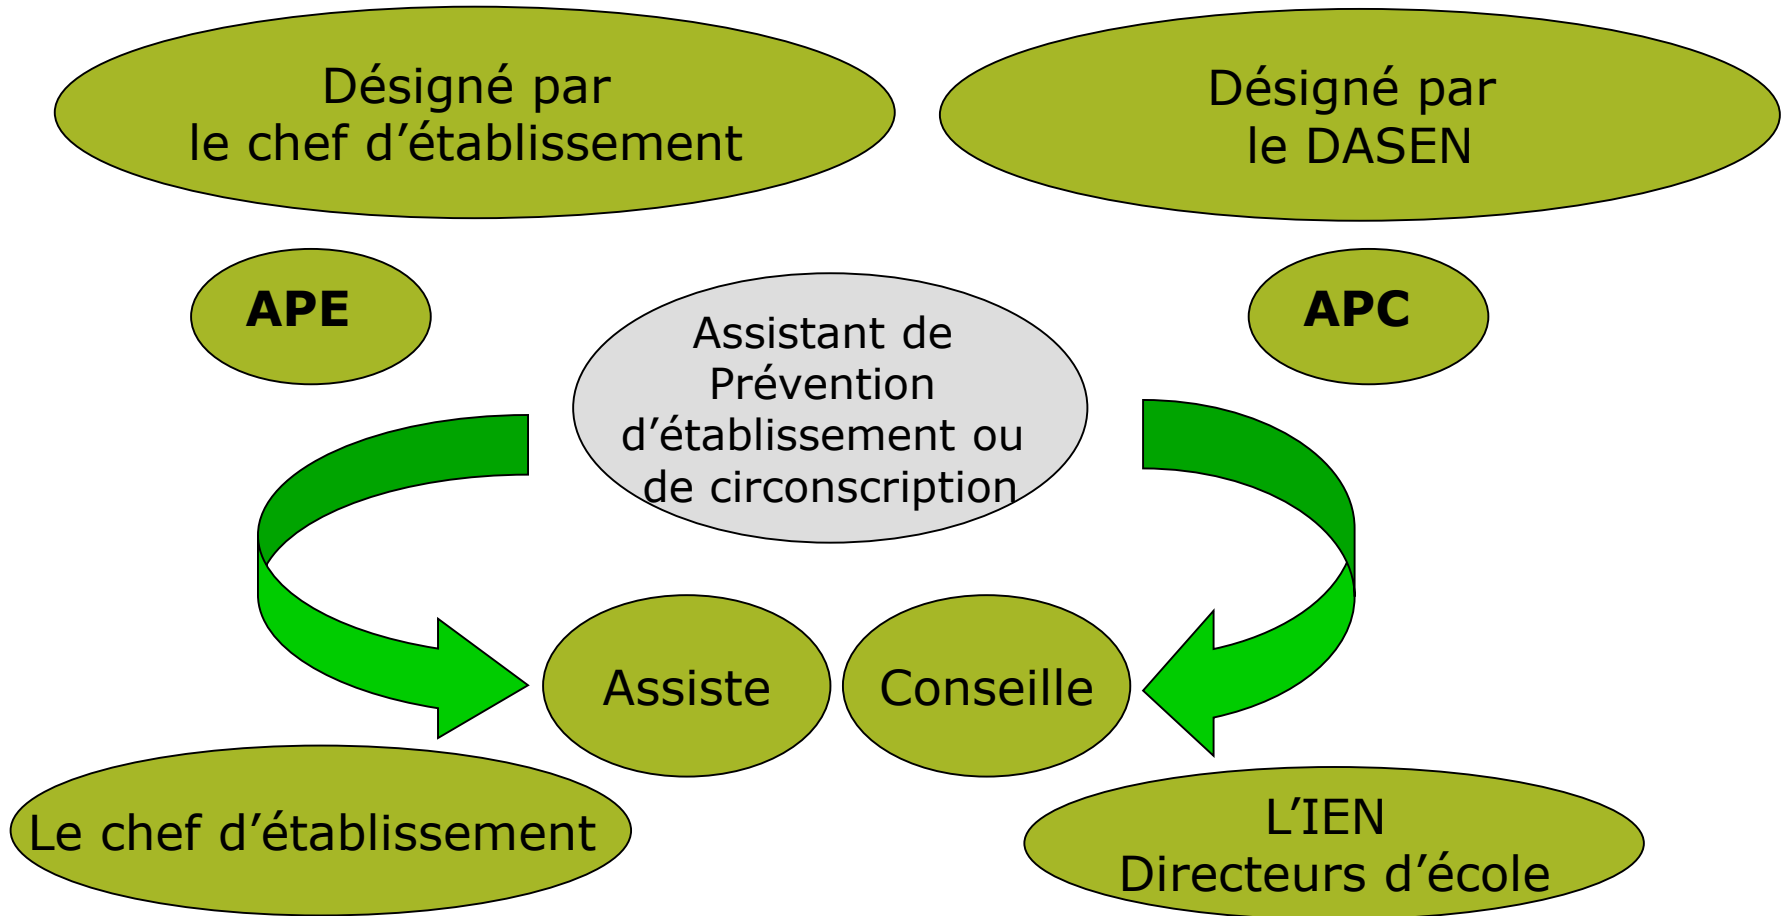 Désigné par
le chef d’établissement
Désigné par
le DASEN
APE
APC
Assistant de
Prévention
d’établissement ou
de circonscription
Assiste
Conseille
Le chef d’établissement
L’IEN
Directeurs d’école